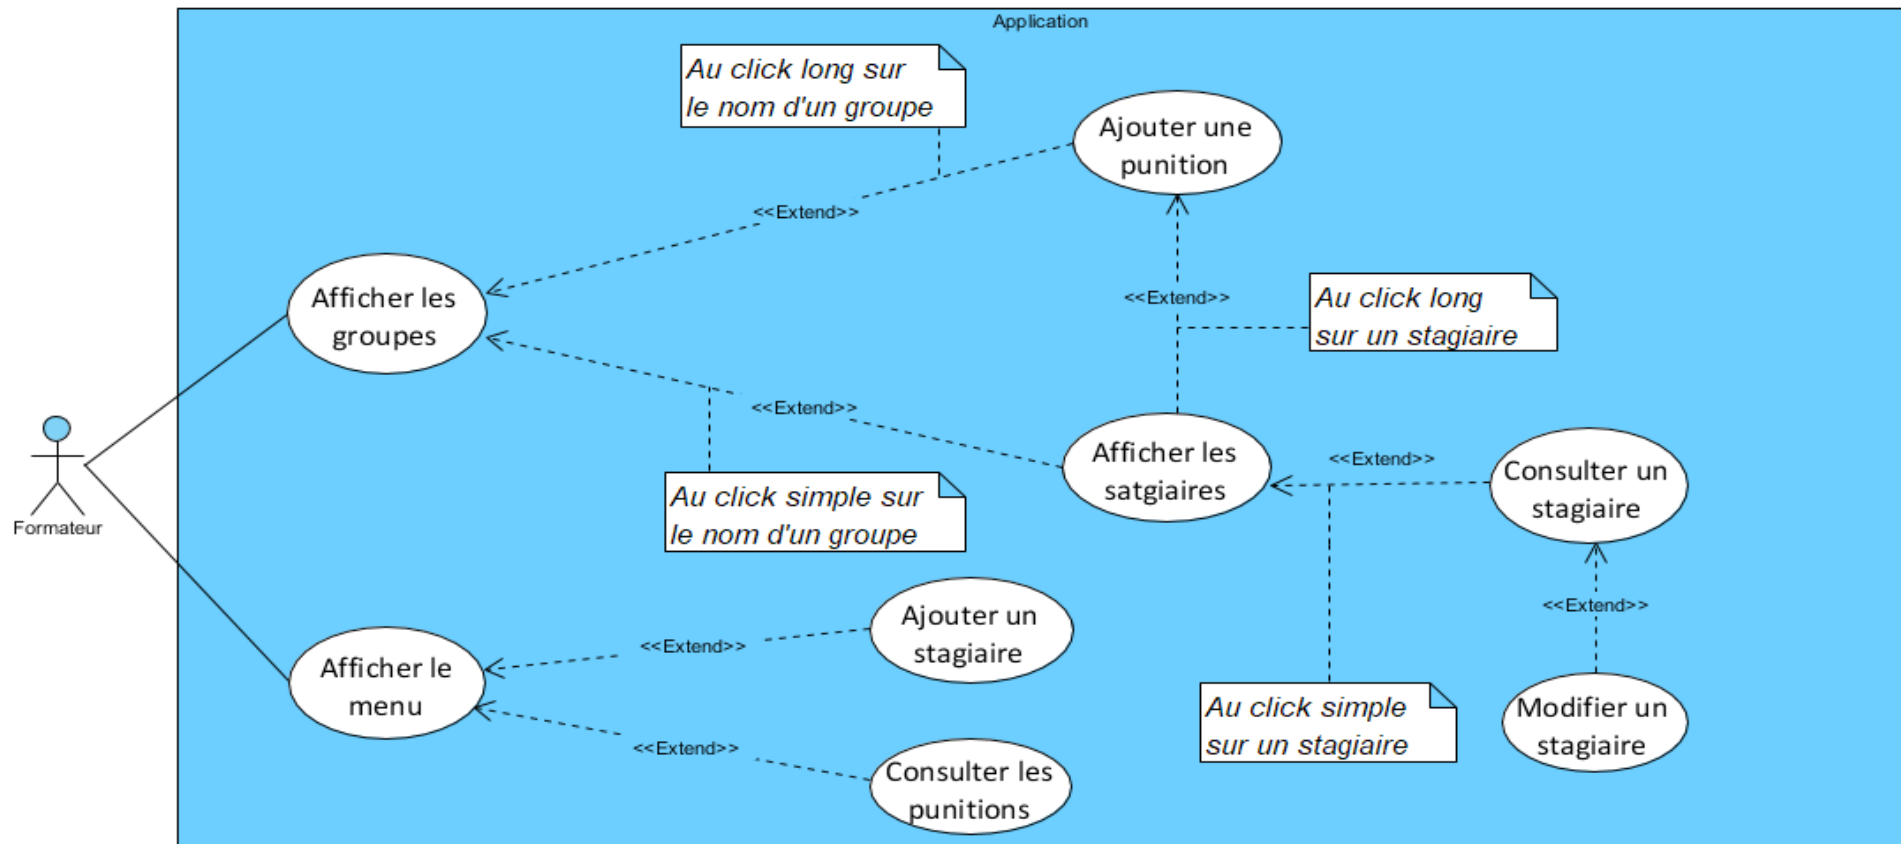 Application
Au click long sur
le nom d'un groupe
Ajouter une
punition
<<Extend>>
Afficher les
groupes
<<Extend>>
Au click long
sur un stagiaire
<<Extend>>
Afficher les
satgiaires
<<Extend>>
Consulter un
stagiaire
Formateur
Au click simple sur
le nom d'un groupe
<<Extend>>
Ajouter un
stagiaire
<<Extend>>
Afficher le
menu
Au click simple
sur un stagiaire
Modifier un
stagiaire
<<Extend>>
Consulter les
punitions